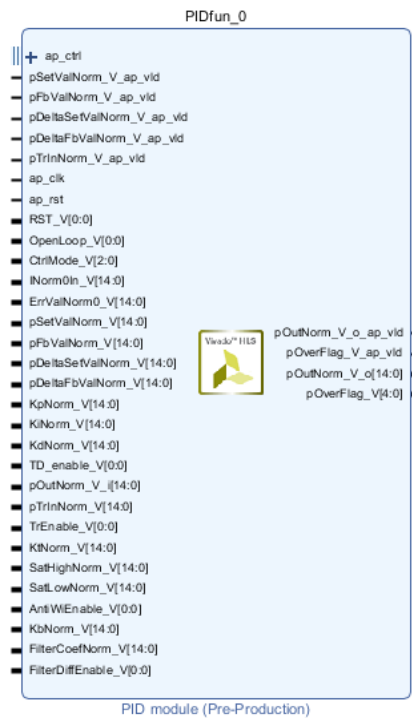 PIDfun_0
ap_ctrl
pSetValNorm_V_ap_vld
pFbValNorm_V_ap_vld
pDeltaSetValNorm_V_ap_vld
pDeltaFbValNorm_V_ap_vld
pTrInNorm_V_ap_vld
ap_clk
ap_rst
RST_V[0:0]
OpenLoop_V[0:0]
CtrlMode_V[2:0]
INorm0In_V[14:0]
ErrValNorm0_V[14:0]
pSetValNorm_V[14:0]
pFbValNorm_V[14:0]
pDeltaSetValNorm_V[14:0]
pDeltaFbValNorm_V[14:0]
KpNorm_V[14:0]
KiNorm_V[14:0]
KdNorm_V[14:0]
TD_enable_V[0:0]
pOutNorm_V_i[14:0]
pTrInNorm_V[14:0]
TrEnable_V[0:0]
KtNorm_V[14:0]
SatHighNorm_V[14:0]
SatLowNorm_V[14:0]
AntiWiEnable_V[0:0]
KbNorm_V[14:0]
FilterCoefNorm_V[14:0]
FilterDiffEnable_V[0:0]
Vivado™ HLS
pOutNorm_V_o_ap_vld
pOverFlag_V_ap_vld
pOutNorm_V_o[14:0]
pOverFlag_V[4:0]
PID module (Pre-Production)